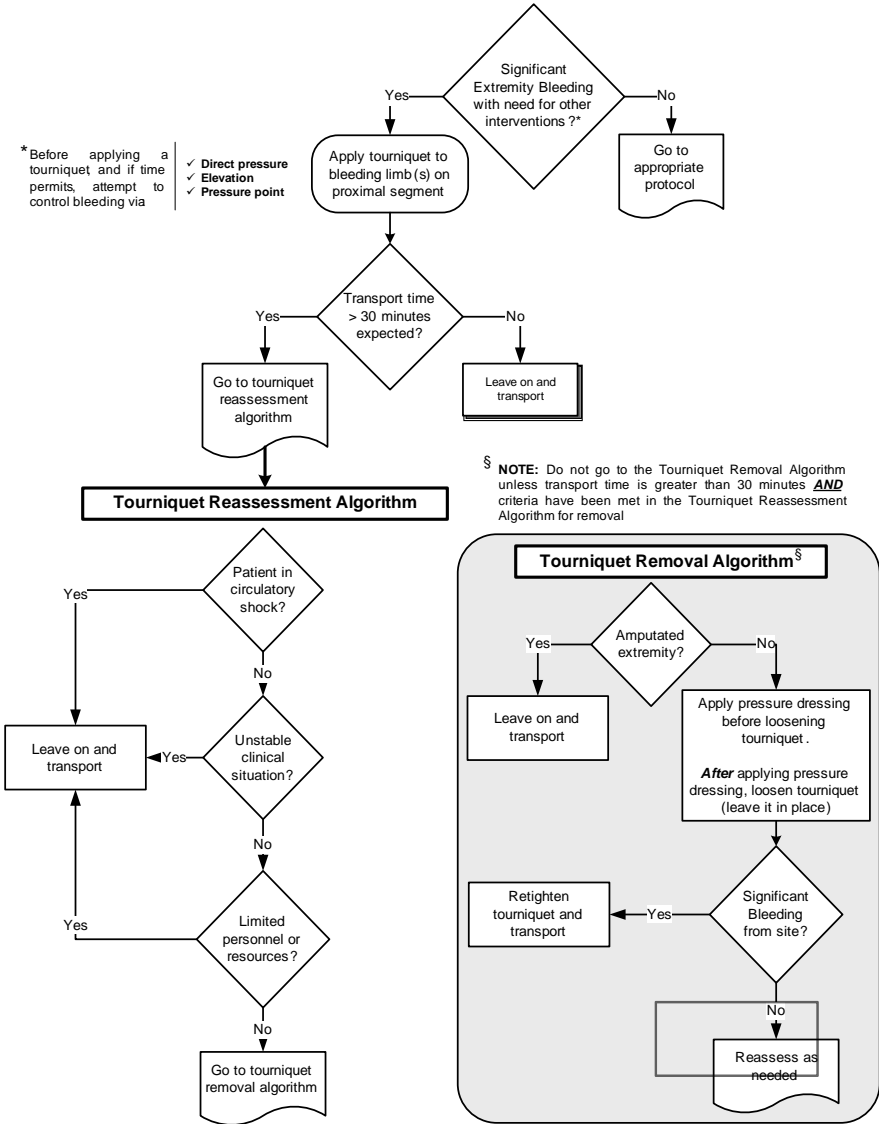 Significant
Extremity Bleeding
with need for other
interventions?*
Yes
No
*Before applying a
tourniquet, and if time
permits, attempt to
control bleeding via
✓ Direct pressure
✓ Elevation
✓ Pressure point
Apply tourniquet to
bleeding limb(s) on
proximal segment
Go to
appropriate
protocol
Transport time
> 30 minutes
expected?
Yes
No
Go to tourniquet
reassessment
algorithm
Leave on and
transport
Tourniquet Reassessment Algorithm
Patient in
circulatory
shock?
Yes
No
Unstable
clinical
situation?
Yes
Leave on and
transport
No
Limited
personnel or
resources?
Yes
No
Go to tourniquet
removal algorithm
§ NOTE: Do not go to the Tourniquet Removal Algorithm
unless transport time is greater than 30 minutes AND
criteria have been met in the Tourniquet Reassessment
Algorithm for removal
Tourniquet Removal Algorithm§
Amputated
extremity?
Yes
No
Leave on and
transport
Apply pressure dressing
before loosening
tourniquet.
After applying pressure
dressing, loosen tourniquet
(leave it in place)
Significant
Bleeding
from site?
Yes
Retighten
tourniquet and
transport
No
Reassess as
needed